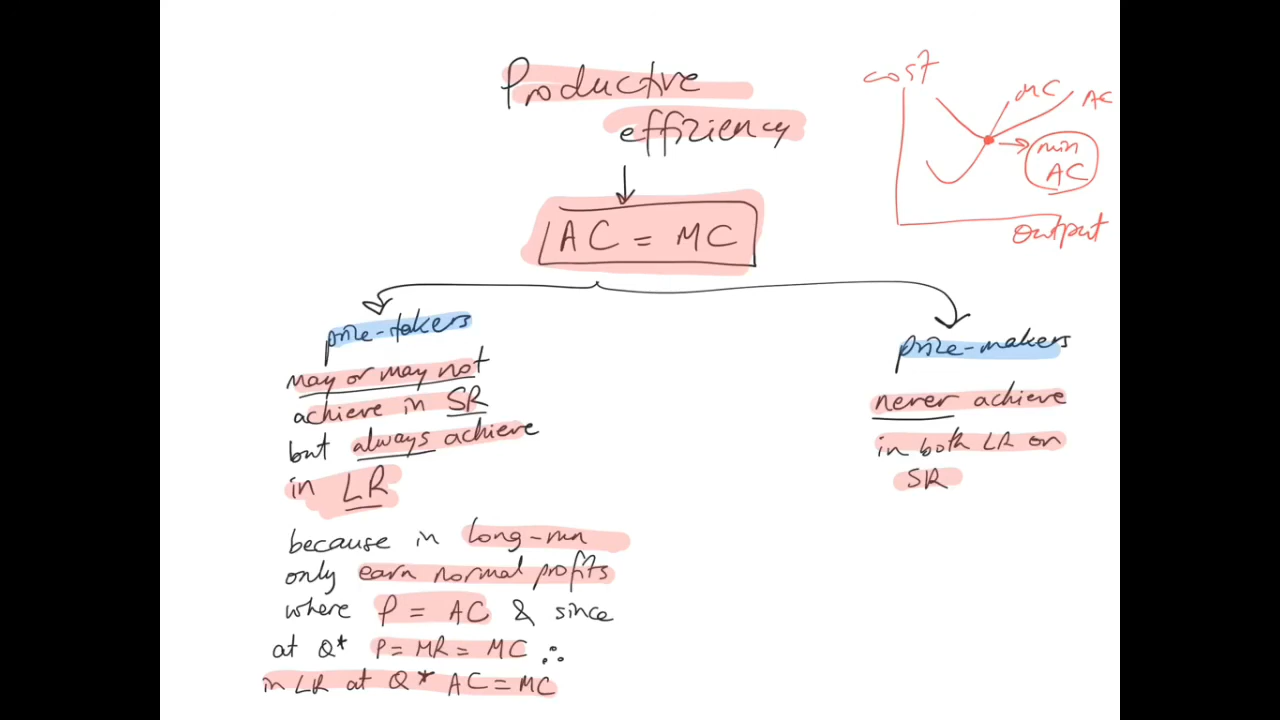 Productive
efficiency
AC = MC
cost
MC
AC
min
AC
output
price-takers
may or may not
achieve in SR
but always achieve
in LR
because in long-run
only earn normal profits
where P = AC & since
at Q* P = MR = MC ∴
in LR at Q* AC = MC
price-makers
never achieve
in both LR or
SR